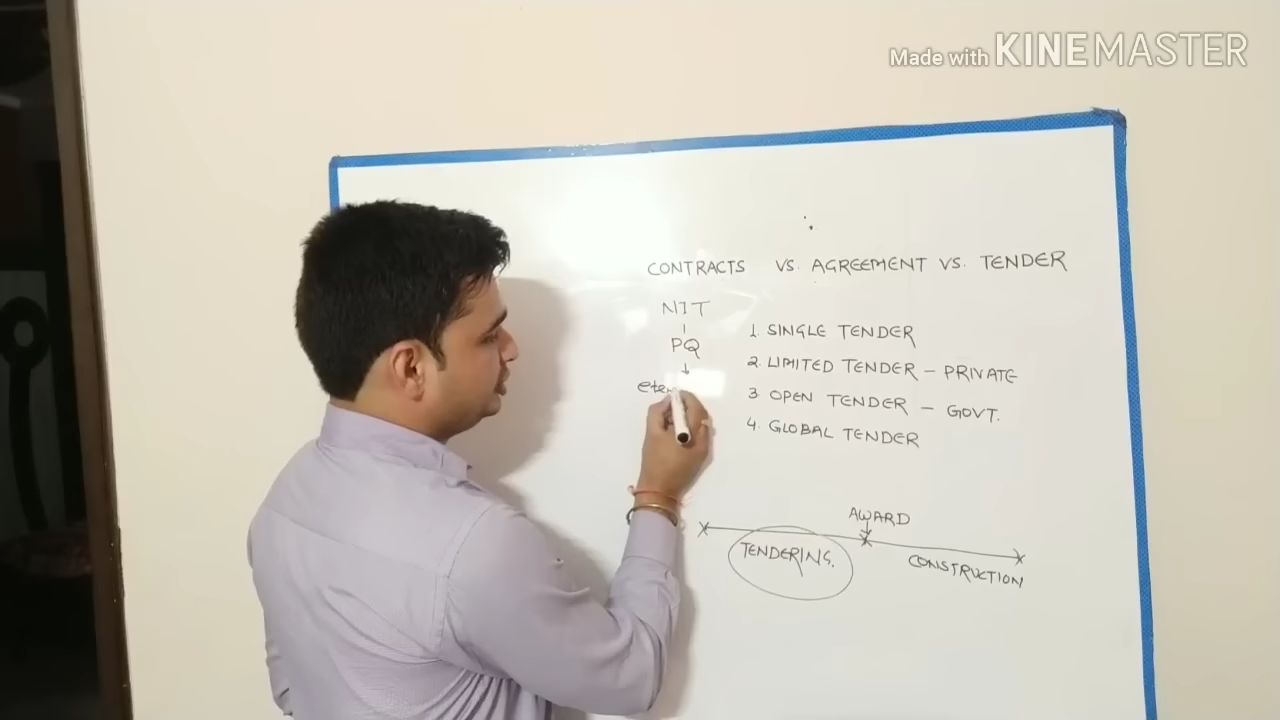 Made with KINEMASTER
CONTRACTS VS. AGREEMENT VS. TENDER
NIT
PQ
1. SINGLE TENDER
2. LIMITED TENDER - PRIVATE
3. OPEN TENDER - GOVT.
4. GLOBAL TENDER
AWARD
TENDERING.
CONSTRUCTION